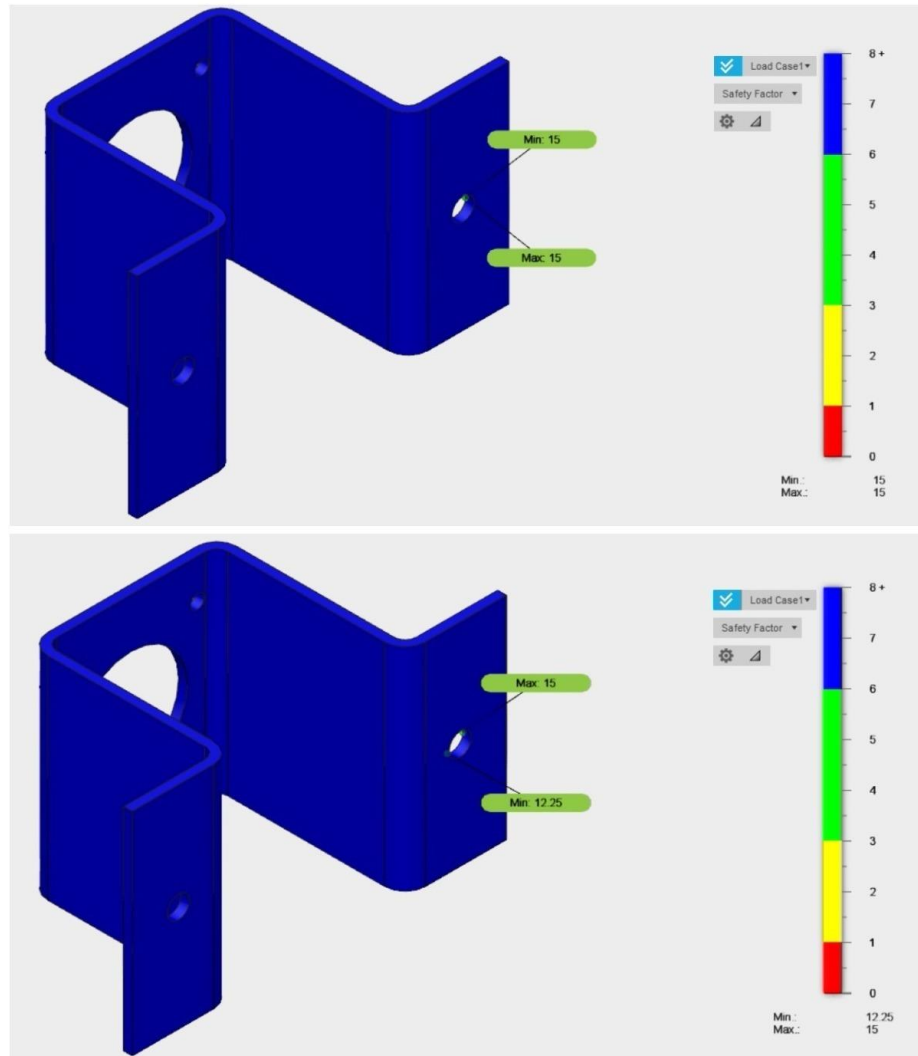 8 +
Load Case1
7
Safety Factor
6
Min: 15
5
4
Max: 15
3
2
1
0
Min.: 15
Max.: 15
8 +
Load Case1
7
Safety Factor
6
Max: 15
5
4
Min: 12.25
3
2
1
0
Min.: 12.25
Max.: 15